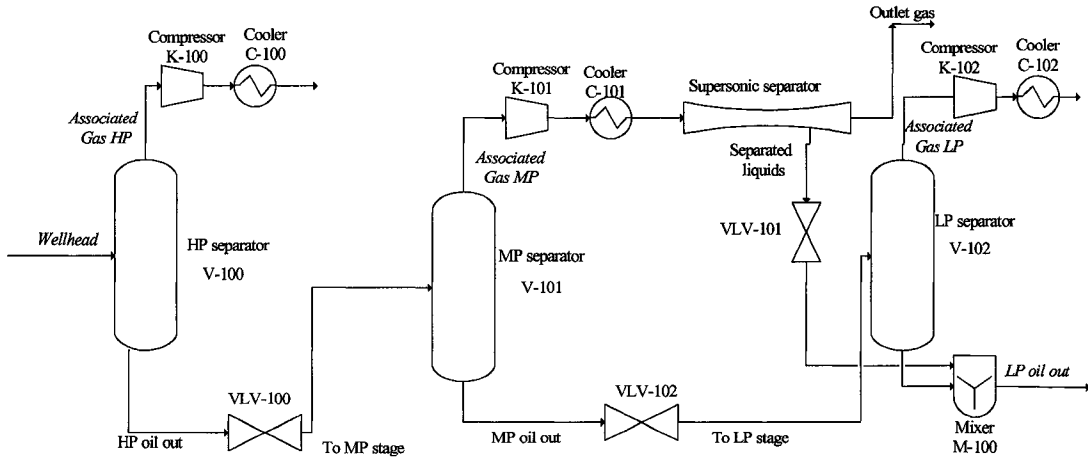 Outlet gas
Compressor
K-100
Cooler
C-100
Compressor
K-101
Cooler
C-101
Supersonic separator
Compressor
K-102
Cooler
C-102
Associated
Gas HP
Associated
Gas MP
Separated
liquids
Associated
Gas LP
Wellhead
HP separator
V-100
MP separator
V-101
VLV-101
LP separator
V-102
VLV-100
HP oil out
To MP stage
VLV-102
MP oil out
To LP stage
LP oil out
Mixer
M-100